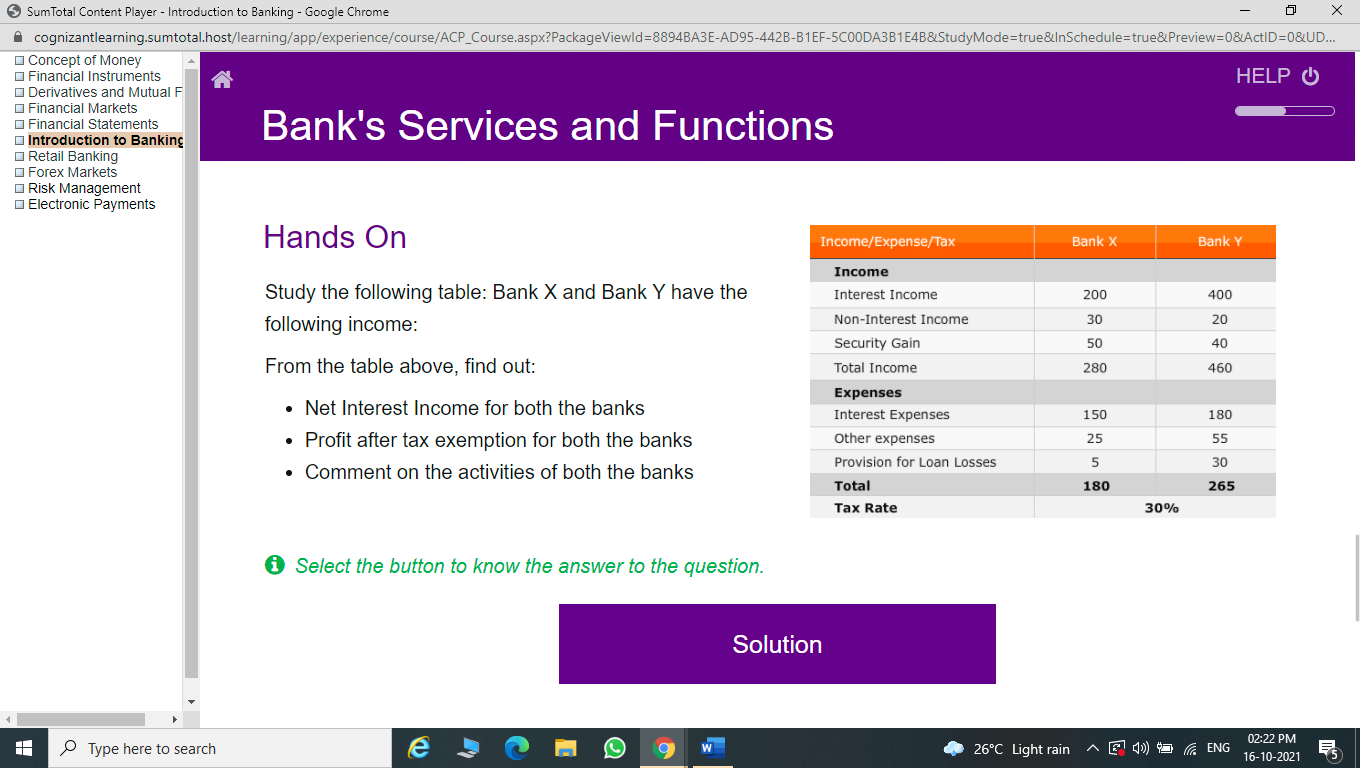 SumTotal Content Player - Introduction to Banking - Google Chrome
cognizantlearning.sumtotal.host/learning/app/experience/course/ACP_Course.aspx?PackageViewId=8894BA3E-AD95-442B-B1EF-5C00DA3B1E4B&StudyMode=true&InSchedule=true&Preview=0&ActID=0&UD...
Concept of Money
Financial Instruments
Derivatives and Mutual F
Financial Markets
Financial Statements
Introduction to Banking
Retail Banking
Forex Markets
Risk Management
Electronic Payments
HELP
Bank's Services and Functions
Hands On
Study the following table: Bank X and Bank Y have the
following income:
From the table above, find out:
• Net Interest Income for both the banks
• Profit after tax exemption for both the banks
• Comment on the activities of both the banks
Income/Expense/Tax Bank X Bank Y
Income
Interest Income 200 400
Non-Interest Income 30 20
Security Gain 50 40
Total Income 280 460
Expenses
Interest Expenses 150 180
Other expenses 25 55
Provision for Loan Losses 5 30
Total 180 265
Tax Rate 30%
Select the button to know the answer to the question.
Solution
Type here to search
26°C Light rain
ENG
02:22 PM
16-10-2021
5